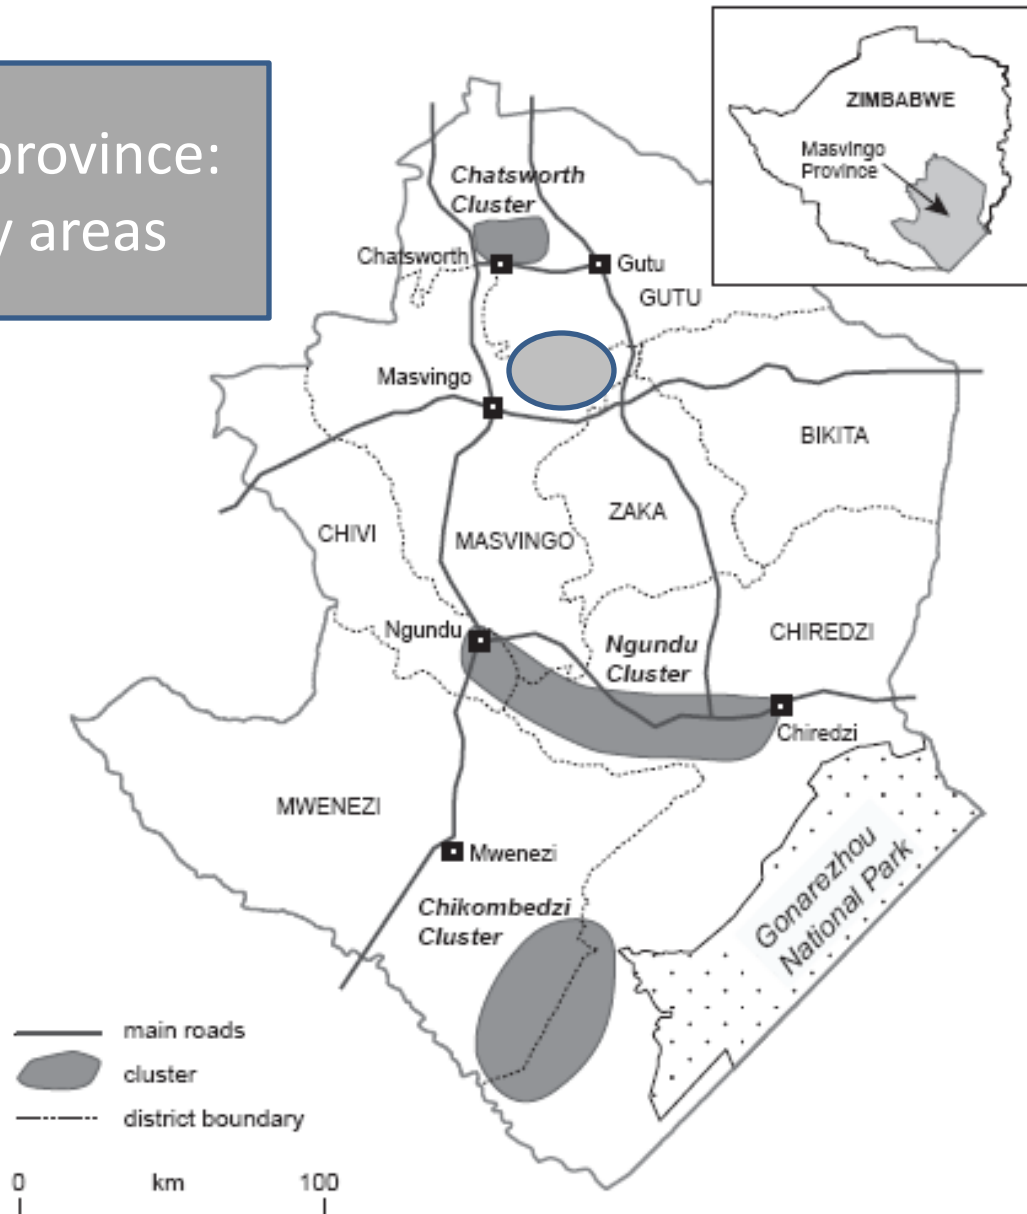 province:
y areas
ZIMBABWE
Masvingo
Province
Chatsworth
Cluster
Chatsworth
Gutu
GUTU
Masvingo
BIKITA
ZAKA
CHIVI
MASVINGO
Ngundu
CHIREDZI
Ngundu
Cluster
Chiredzi
MWENEZI
Mwenezi
Chikombedzi
Cluster
Gonarezhou
National Park
main roads
cluster
district boundary
0 km 100